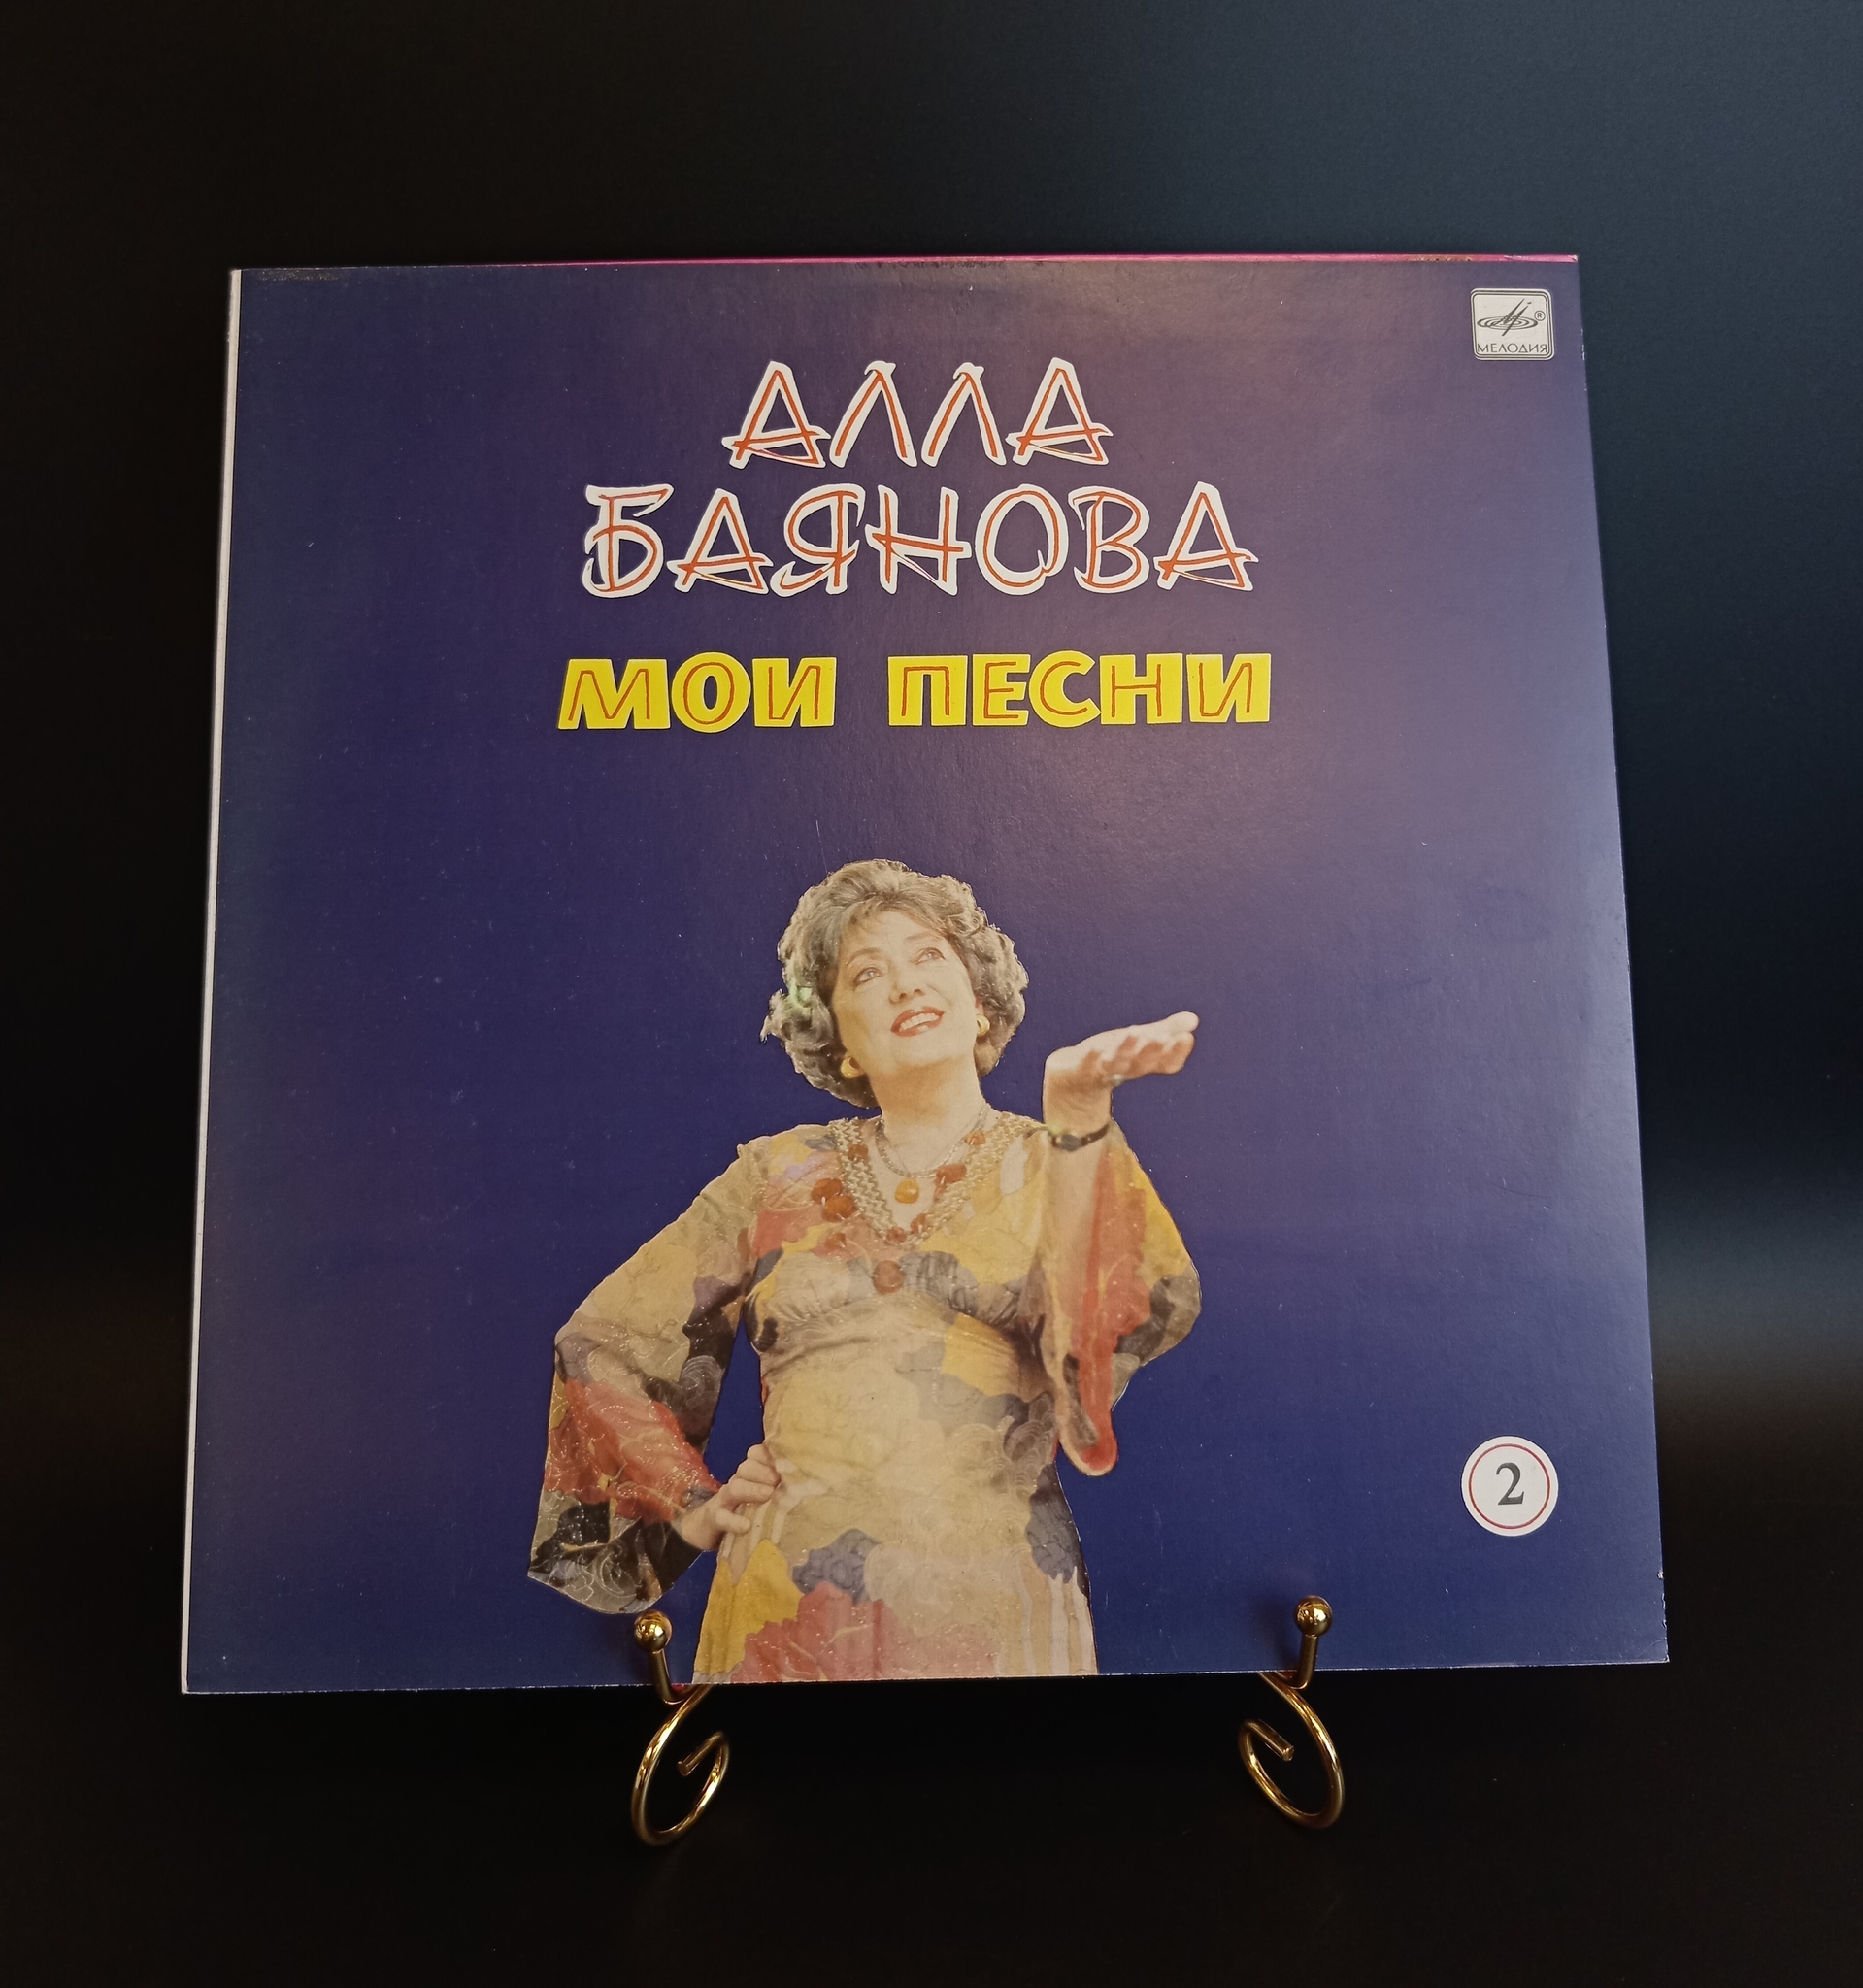 МЕЛОДИЯ
АЛЛА
БАЯНОВА
МОИ ПЕСНИ
2